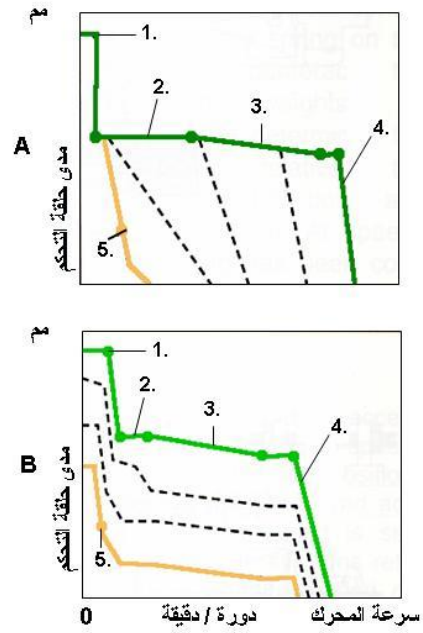 مم
1.
2.
3.
4.
A
مدى حلقة التحكم
5.
مم
1.
2.
3.
4.
B
مدى حلقة التحكم
5.
0 دورة / دقيقة سرعة المحرك